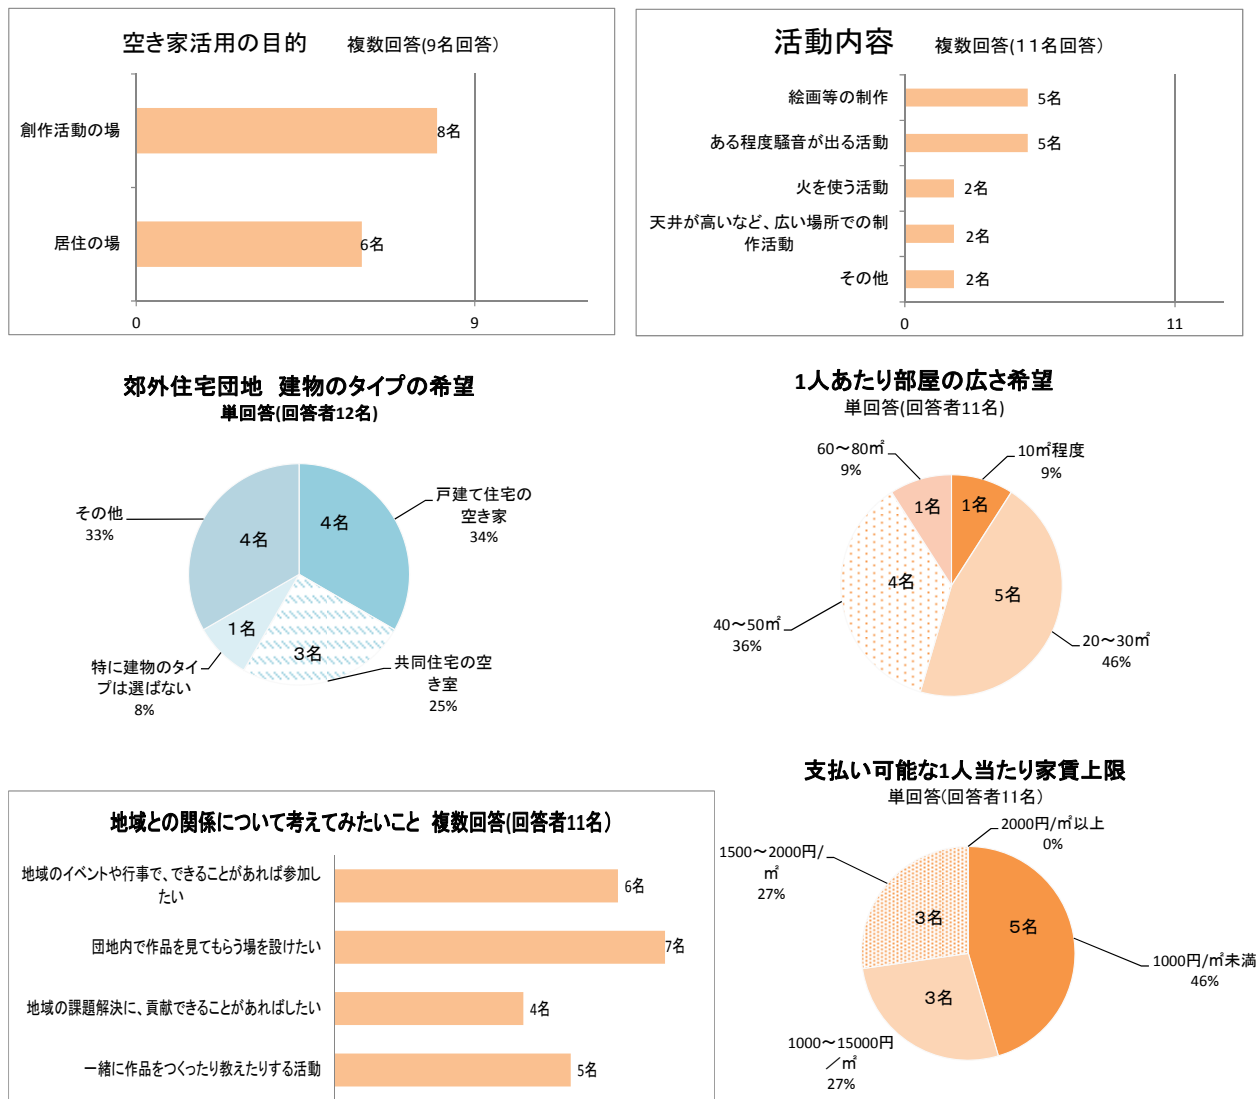 空き家活用の目的 複数回答(9名回答)
創作活動の場
8名
居住の場
6名
0
9
活動内容 複数回答(11名回答)
絵画等の制作
5名
ある程度騒音が出る活動
5名
火を使う活動
2名
天井が高いなど、広い場所での制
作活動
2名
その他
2名
0
11
郊外住宅団地 建物のタイプの希望
単回答(回答者12名)
戸建て住宅の
空き家
34%
4名
共同住宅の空
き室
25%
3名
特に建物のタイ
プは選ばない
8%
1名
その他
33%
4名
1人あたり部屋の広さ希望
単回答(回答者11名)
10㎡程度
9%
1名
20～30㎡
46%
5名
40～50㎡
36%
4名
60～80㎡
9%
1名
地域との関係について考えてみたいこと 複数回答(回答者11名)
地域のイベントや行事で、できることがあれば参加し
たい
6名
団地内で作品を見てもらう場を設けたい
7名
地域の課題解決に、貢献できることがあればしたい
4名
一緒に作品をつくったり教えたりする活動
5名
支払い可能な1人当たり家賃上限
単回答(回答者11名)
2000円/㎡以上
0%
1000円/㎡未満
46%
5名
1000～15000円
／㎡
27%
3名
1500～2000円/
㎡
27%
3名